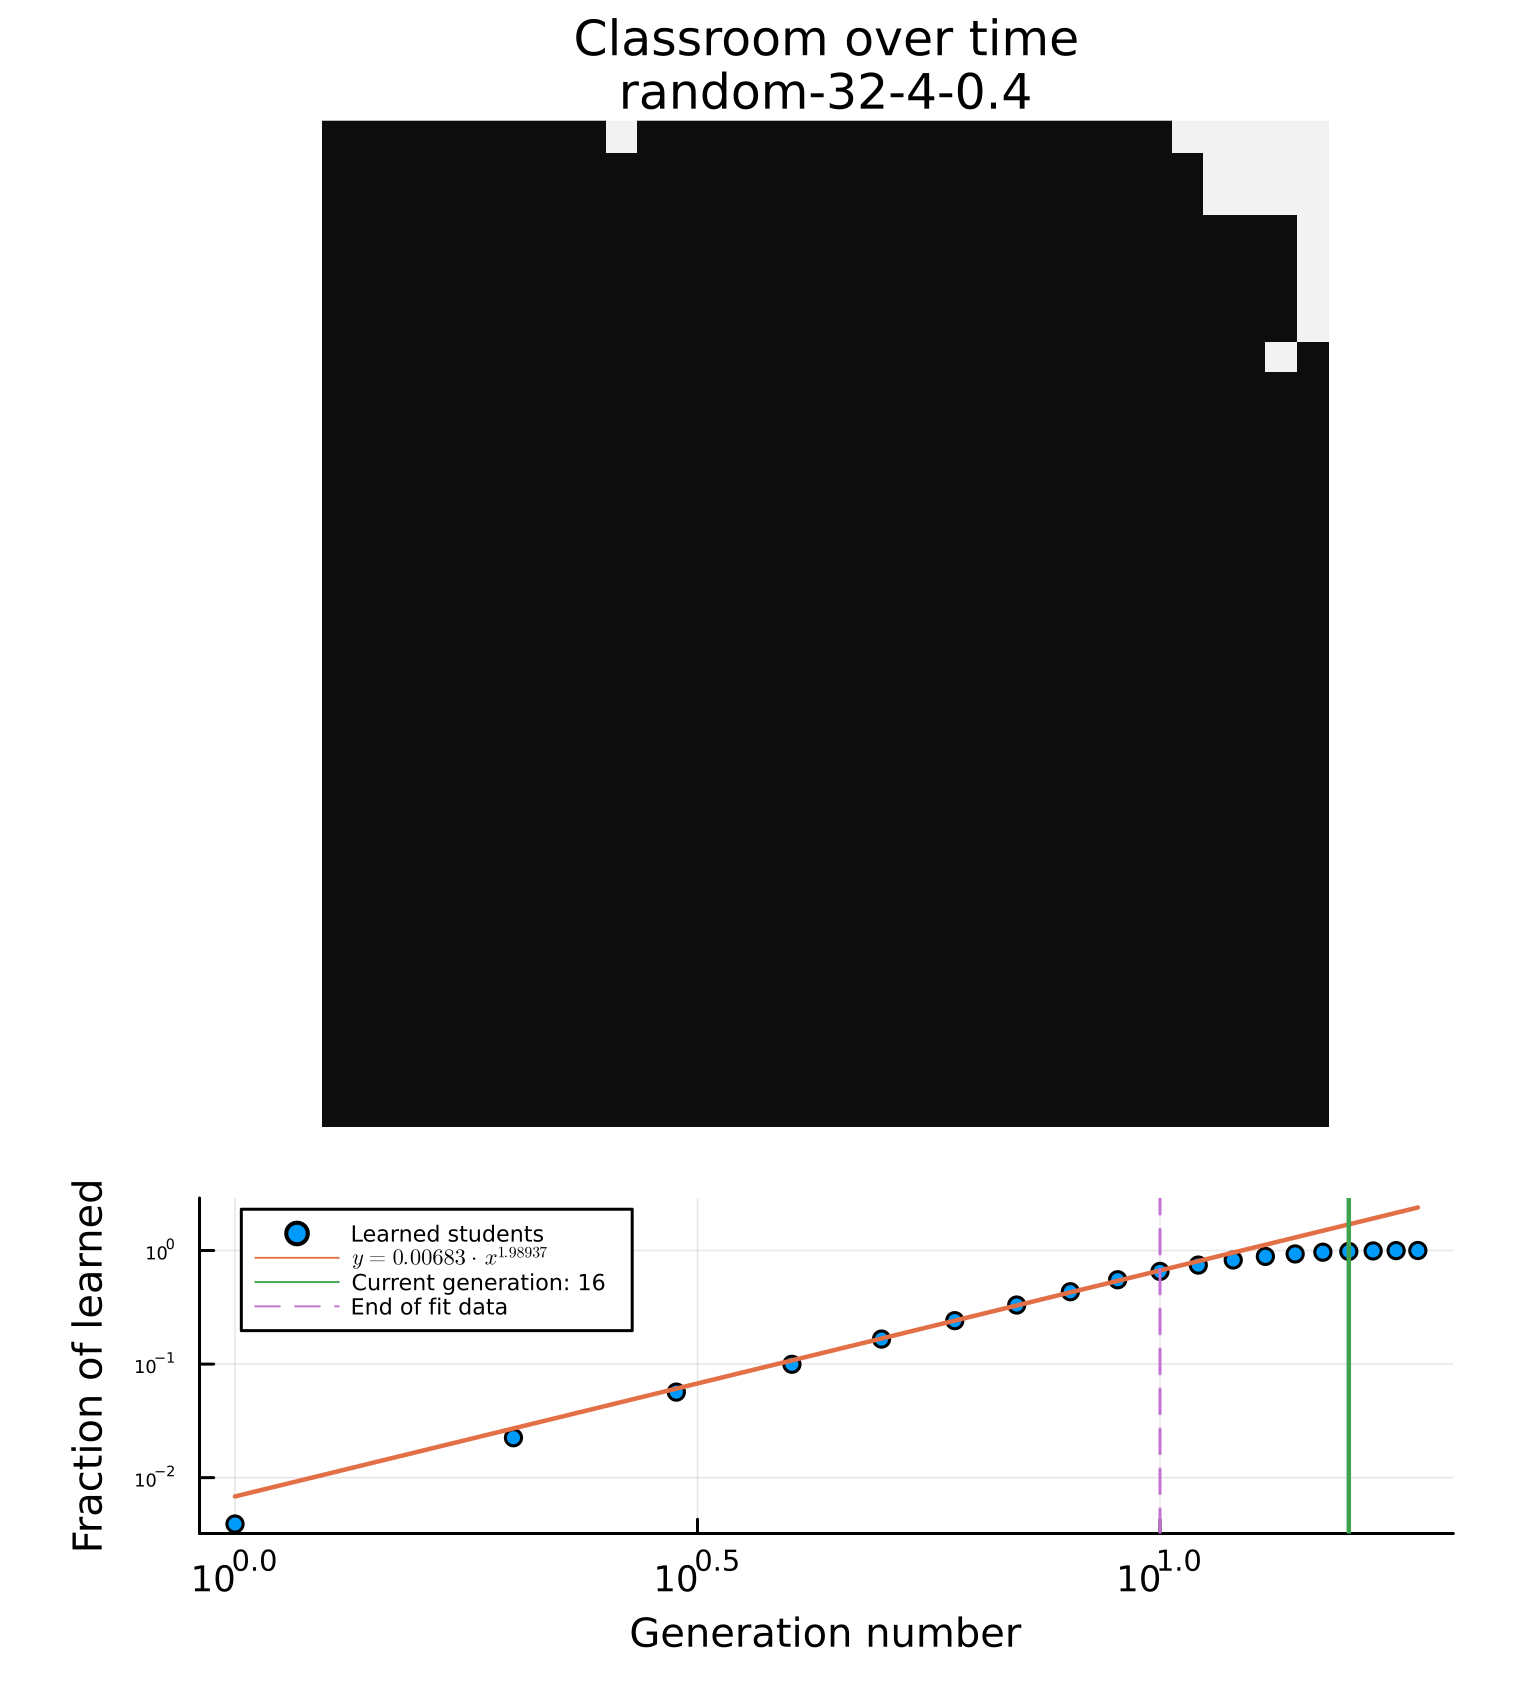 Classroom over time
random-32-4-0.4
Fraction of learned
10^0
10^-1
10^-2
Learned students
y = 0.00683 · x^1.98937
Current generation: 16
End of fit data
10^0.0
10^0.5
10^1.0
Generation number